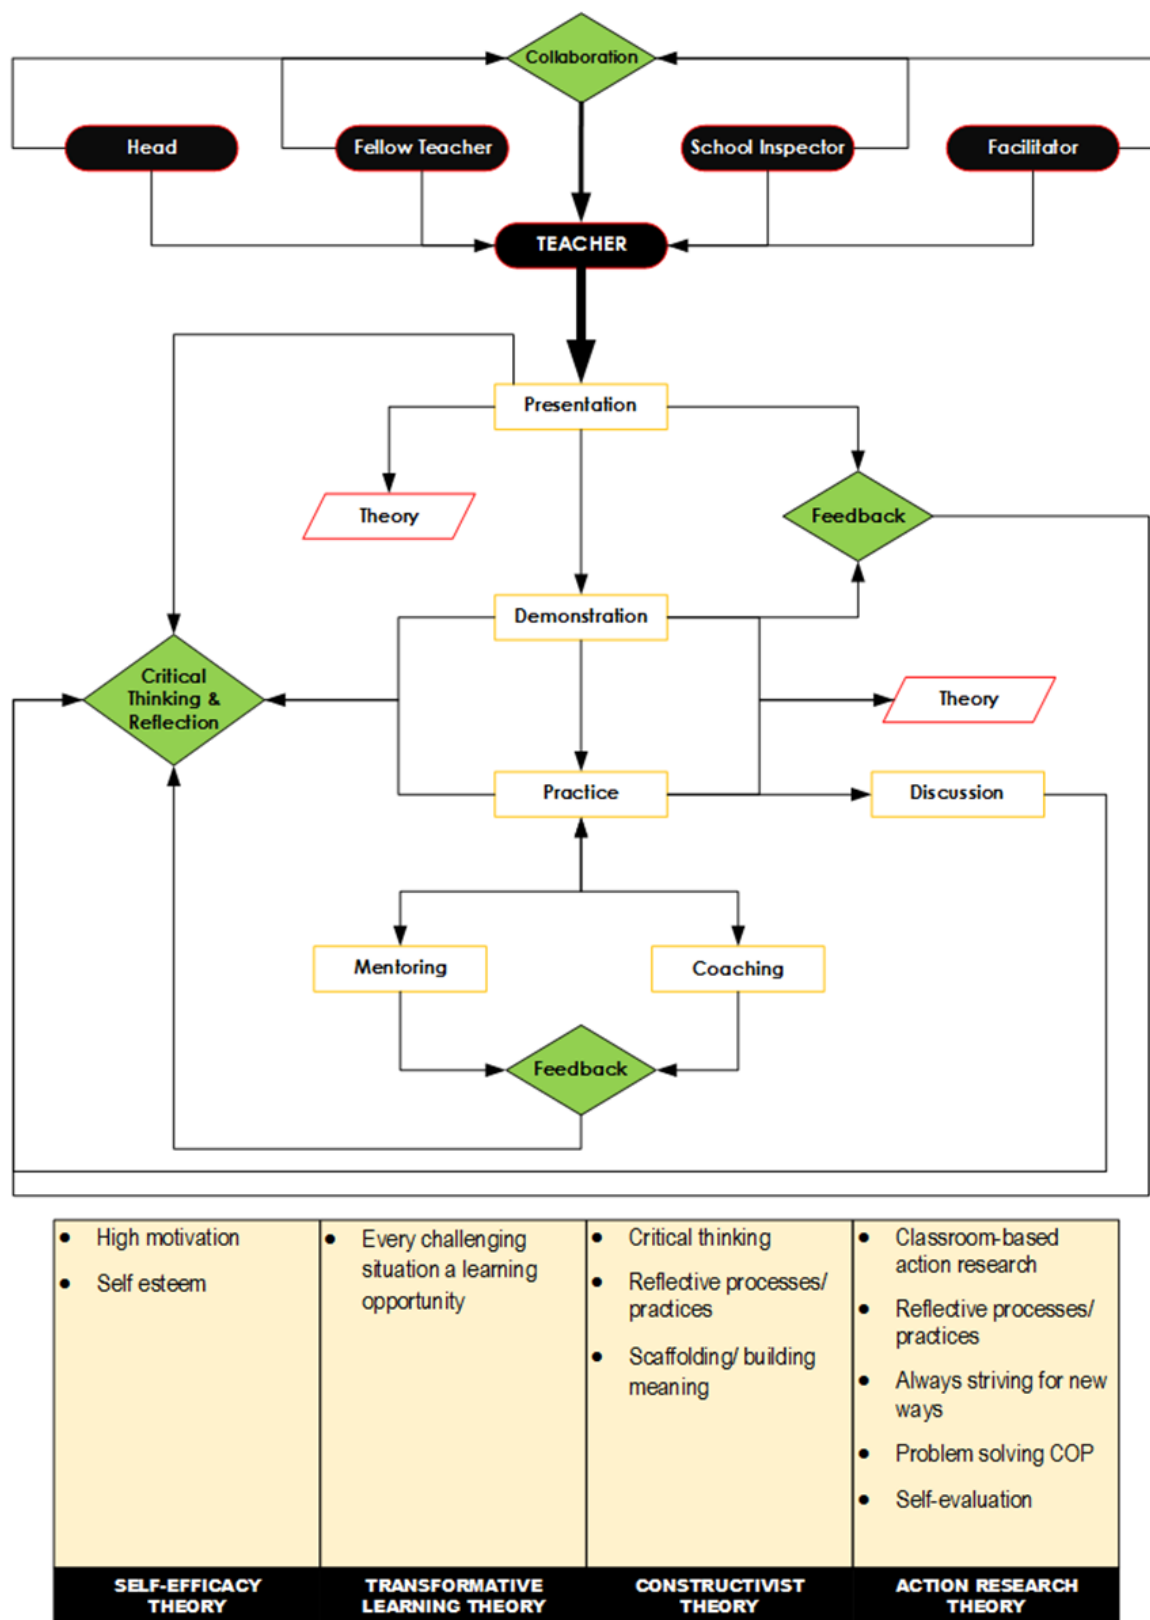 Collaboration
Head
Fellow Teacher
School Inspector
Facilitator
TEACHER
Presentation
Theory
Feedback
Demonstration
Critical
Thinking &
Reflection
Theory
Practice
Discussion
Mentoring
Coaching
Feedback
• High motivation
• Self esteem
• Every challenging
situation a learning
opportunity
• Critical thinking
• Reflective processes/
practices
• Scaffolding/ building
meaning
• Classroom-based
action research
• Reflective processes/
practices
• Always striving for new
ways
• Problem solving COP
• Self-evaluation
SELF-EFFICACY
THEORY
TRANSFORMATIVE
LEARNING THEORY
CONSTRUCTIVIST
THEORY
ACTION RESEARCH
THEORY